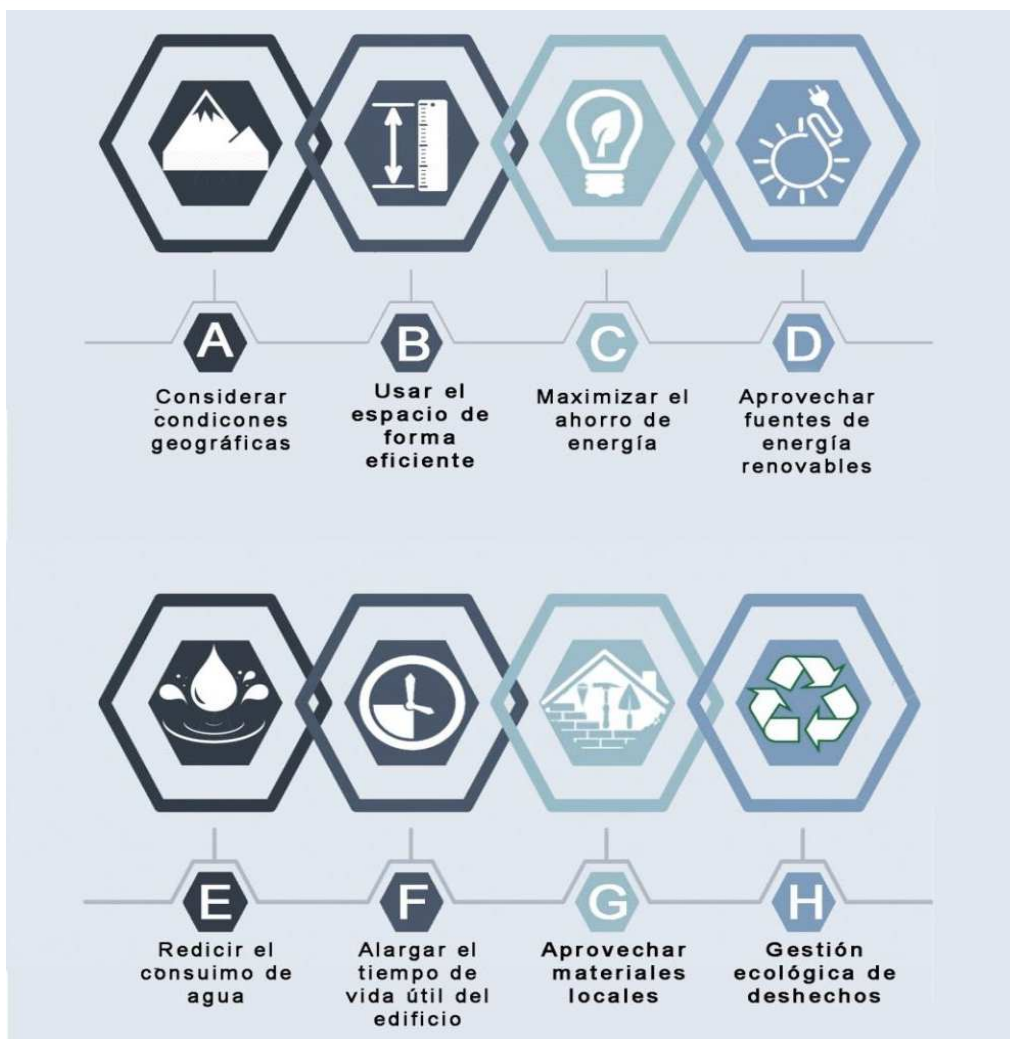 A
Considerar
condicones
geográficas
B
Usar el
espacio de
forma
eficiente
C
Maximizar el
ahorro de
energía
D
Aprovechar
fuentes de
energía
renovables
E
Redicir el
consuimo de
agua
F
Alargar el
tiempo de
vida útil del
edificio
G
Aprovechar
materiales
locales
H
Gestión
ecológica de
deshechos